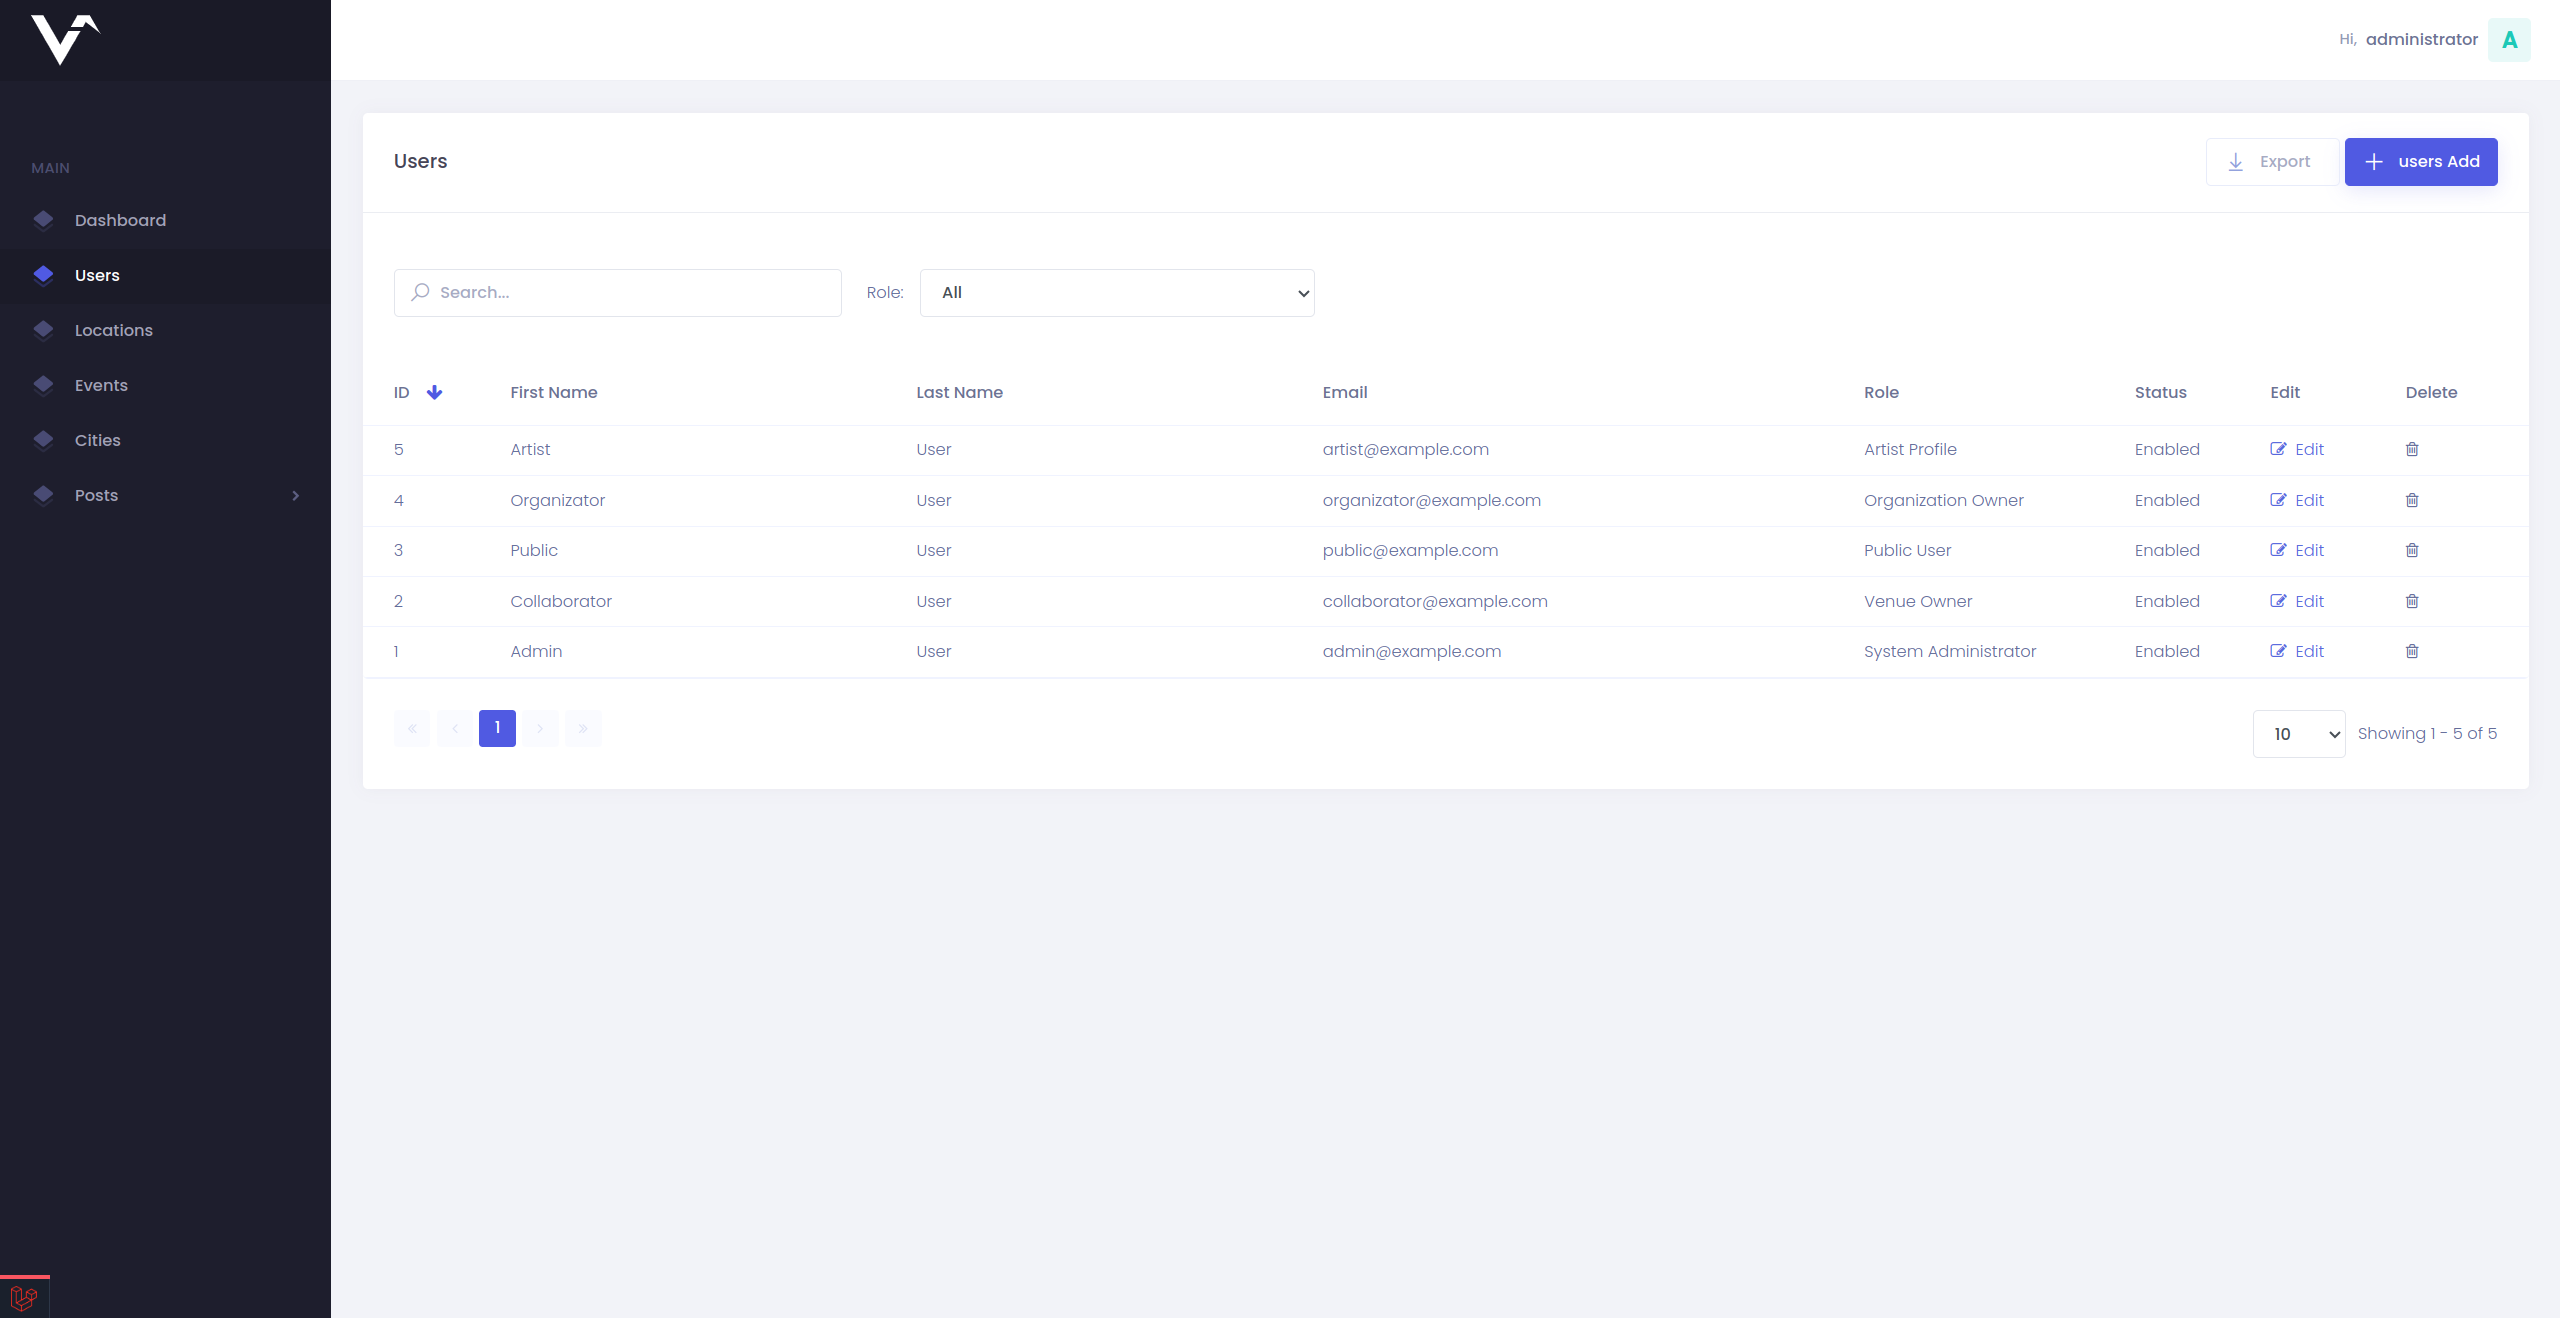 Hi, administrator A
MAIN
Dashboard
Users
Locations
Events
Cities
Posts
Users
Export
users Add
Search...
Role: All
ID First Name Last Name Email Role Status Edit Delete
5 Artist User artist@example.com Artist Profile Enabled Edit
4 Organizator User organizator@example.com Organization Owner Enabled Edit
3 Public User public@example.com Public User Enabled Edit
2 Collaborator User collaborator@example.com Venue Owner Enabled Edit
1 Admin User admin@example.com System Administrator Enabled Edit
« ‹ 1 › »
10 Showing 1 - 5 of 5